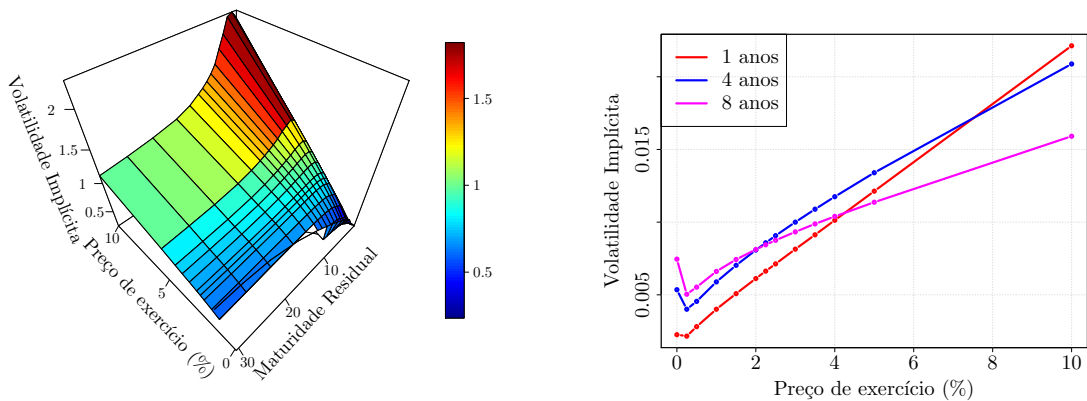 Volatilidade Implícita
2
1.5
1
0.5
10
5
0
Preço de exercício (%)
30
20
10
Maturidade Residual
1.5
1
0.5
1 anos
4 anos
8 anos
Volatilidade Implícita
0.015
0.005
0
2
4
6
8
10
Preço de exercício (%)